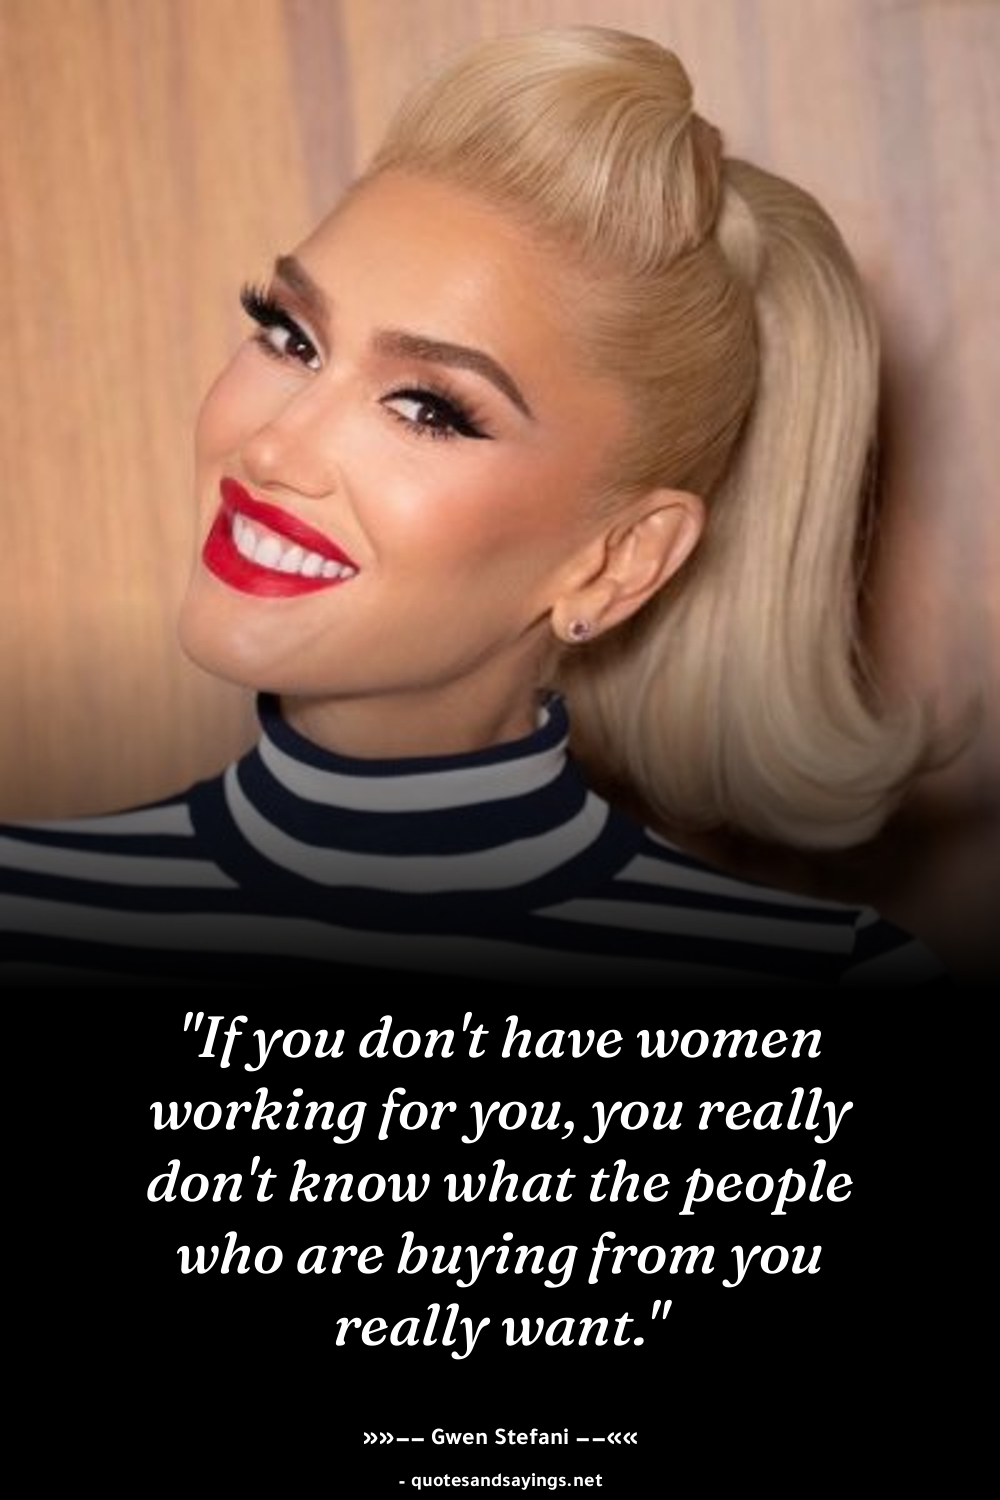 "If you don't have women
working for you, you really
don't know what the people
who are buying from you
really want."
»»–– Gwen Stefani ––««
- quotesandsayings.net